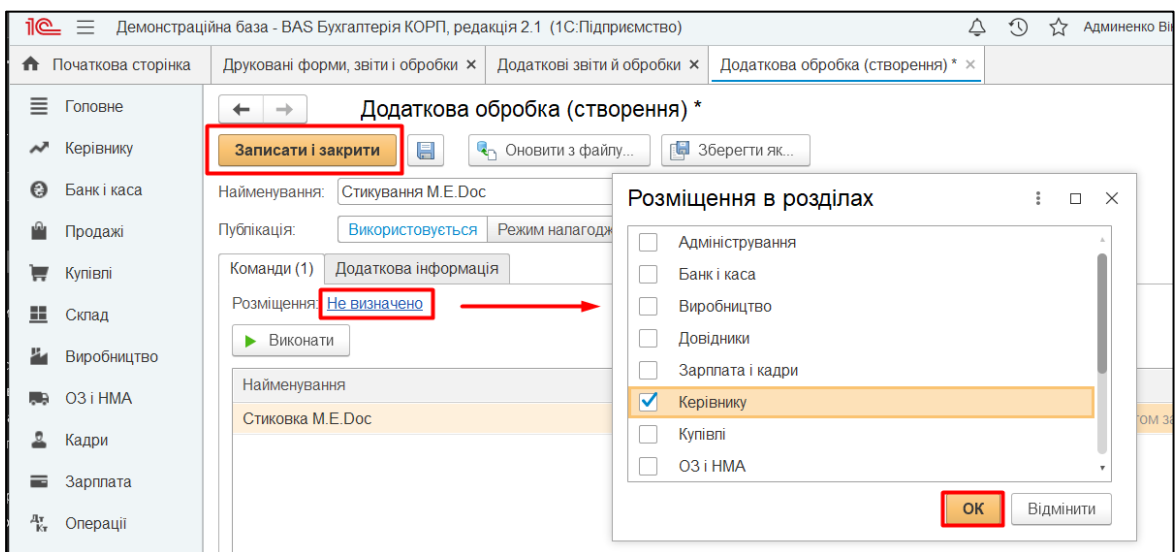 1С Демонстраційна база - BAS Бухгалтерія КОРП, редакція 2.1 (1С:Підприємство) Админенко
Початкова сторінка Друковані форми, звіти і обробки × Додаткові звіти й обробки × Додаткова обробка (створення) * ×
Головне
Керівнику
Банк і каса
Продажі
Купівлі
Склад
Виробництво
ОЗ і НМА
Кадри
Зарплата
Дт Кт Операції
Додаткова обробка (створення) *
Записати і закрити Оновити з файлу... Зберегти як...
Найменування: Стикування M.E.Doc
Публікація: Використовується Режим налагодж
Команди (1) Додаткова інформація
Розміщення: Не визначено
Виконати
Найменування
Стиковка M.E.Doc
Розміщення в розділах
Адміністрування
Банк і каса
Виробництво
Довідники
Зарплата і кадри
Керівнику
Купівлі
ОЗ і НМА
ОК Відмінити